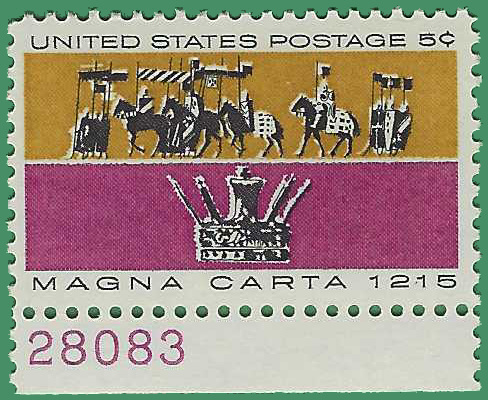 UNITED STATES POSTAGE 5¢
MAGNA CARTA 1215
28083